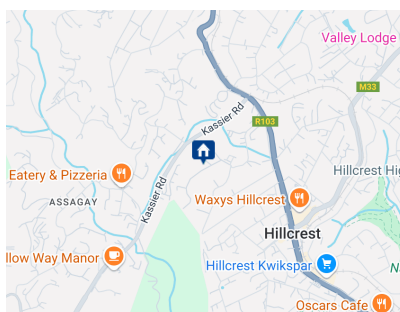 Valley Lodge
M33
Kassier Rd
R103
Hillcrest Hig
Eatery & Pizzeria
Waxys Hillcrest
ASSAGAY
Kassier Rd
Hillcrest
llow Way Manor
Hillcrest Kwikspar
N
Oscars Cafe